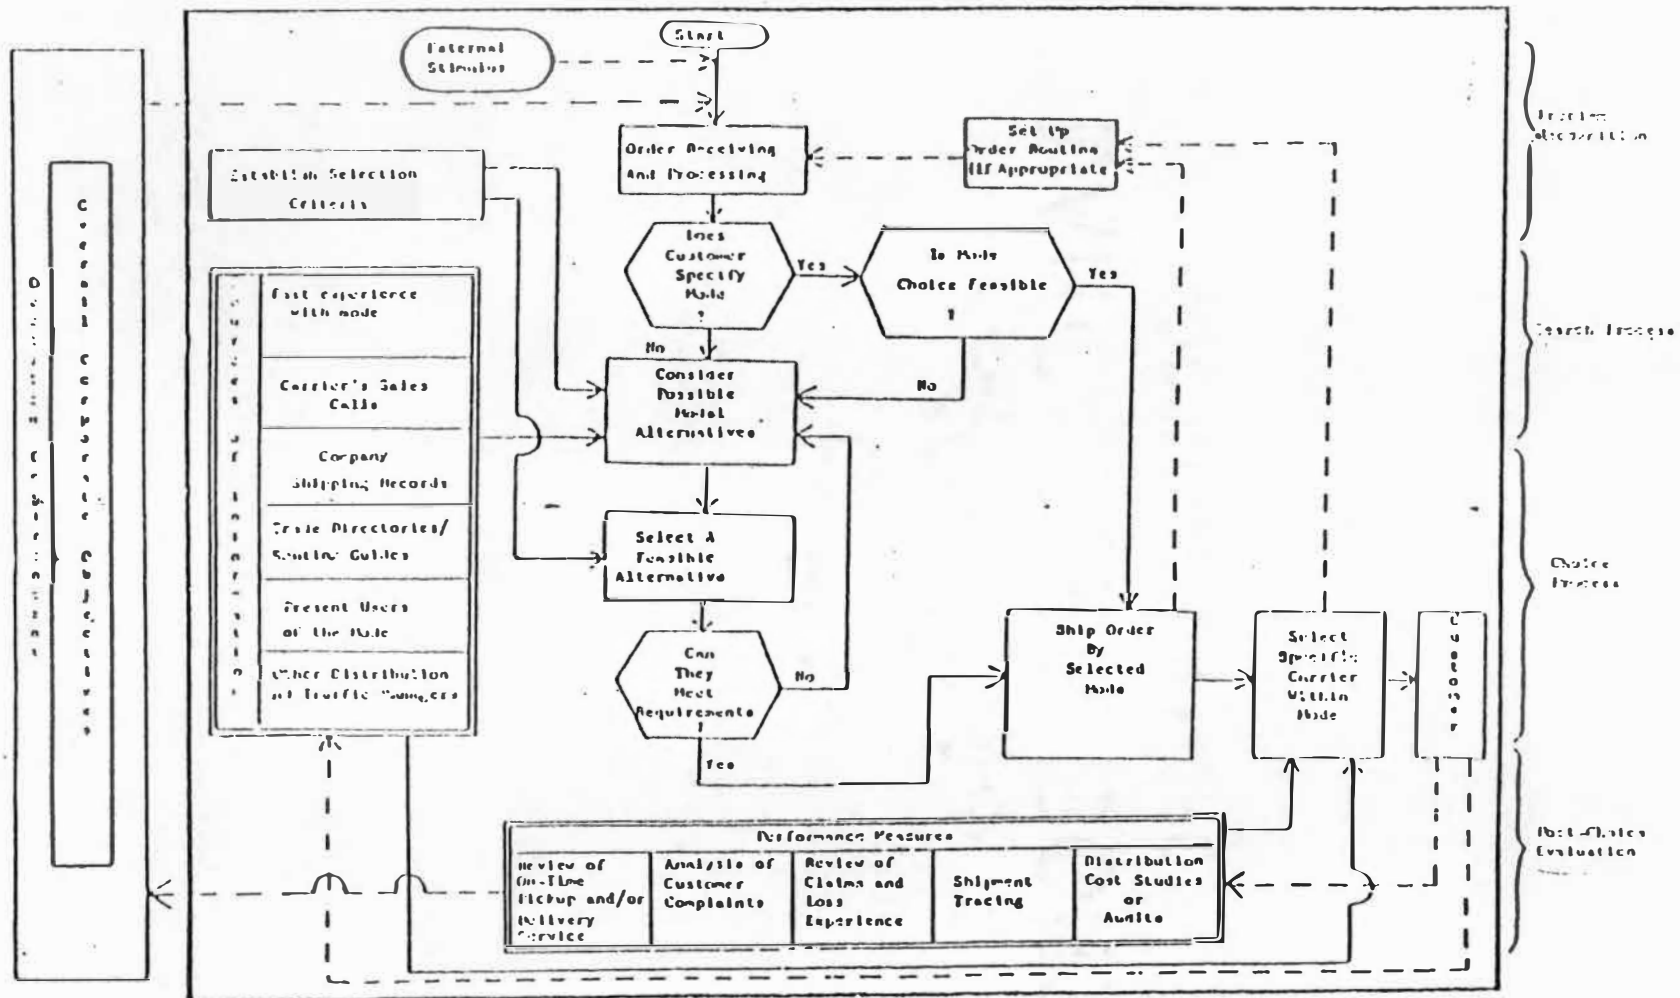 External
Stimulus
Start
Order Receiving
And Processing
Set Up
Order Routing
(If Appropriate
Establish Selection
Criteria
Does
Customer
Specify
Mode
?
Yes
Is Mode
Choice Feasible
?
Yes
No
No
Consider
Possible
Modal
Alternatives
Select A
Feasible
Alternative
Can
They
Meet
Requirements
?
No
Yes
Overall Corporate Objectives
Sources of Information
Past experience
with mode
Carrier's Sales
Calls
Company
Shipping Records
Trade Directories/
Routing Guides
Present Users
of the Mode
Other Distribution
Traffic Managers
Ship Order
By
Selected
Mode
Select
Specific
Carrier
Within
Mode
Customer
Performance Measures
Review of
On-Time
Pickup and/or
Delivery
Service
Analysis of
Customer
Complaints
Review of
Claims and
Loss
Experience
Shipment
Tracing
Distribution
Cost Studies
or
Audits
Problem
Recognition
Search Process
Choice
Process
Post-Choice
Evaluation